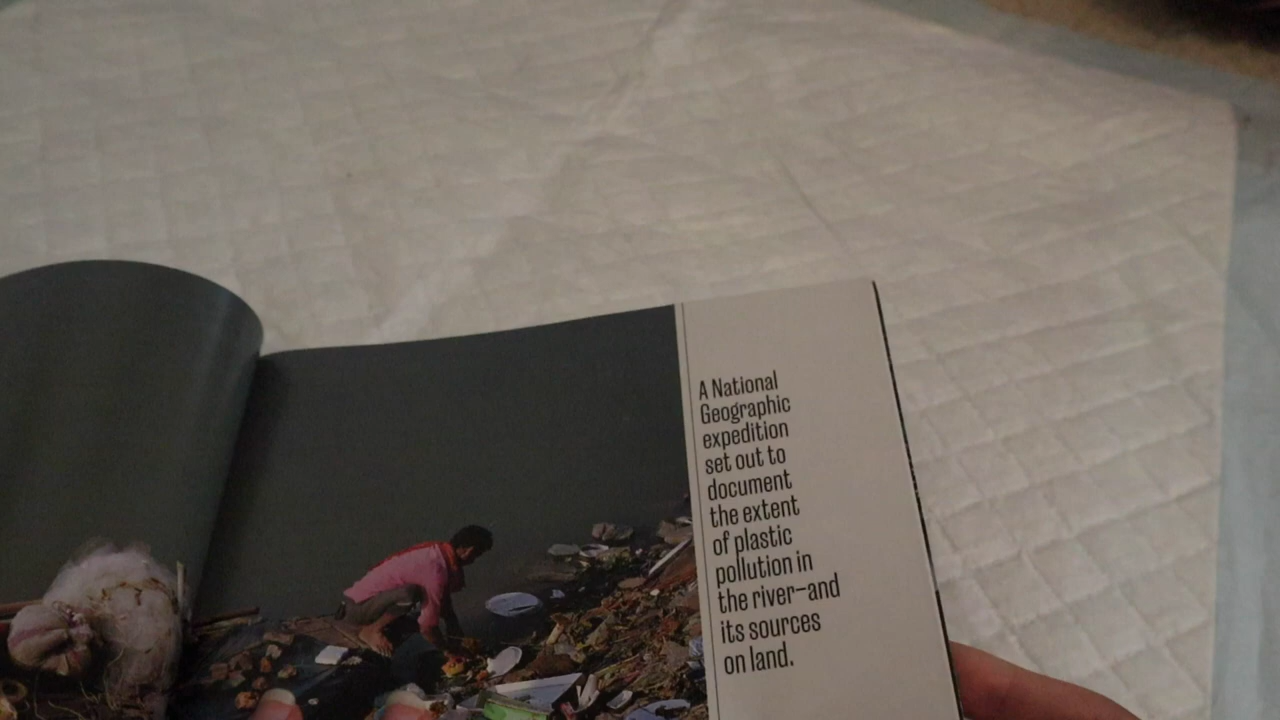 A National
Geographic
expedition
set out to
document
the extent
of plastic
pollution in
the river–and
its sources
on land.